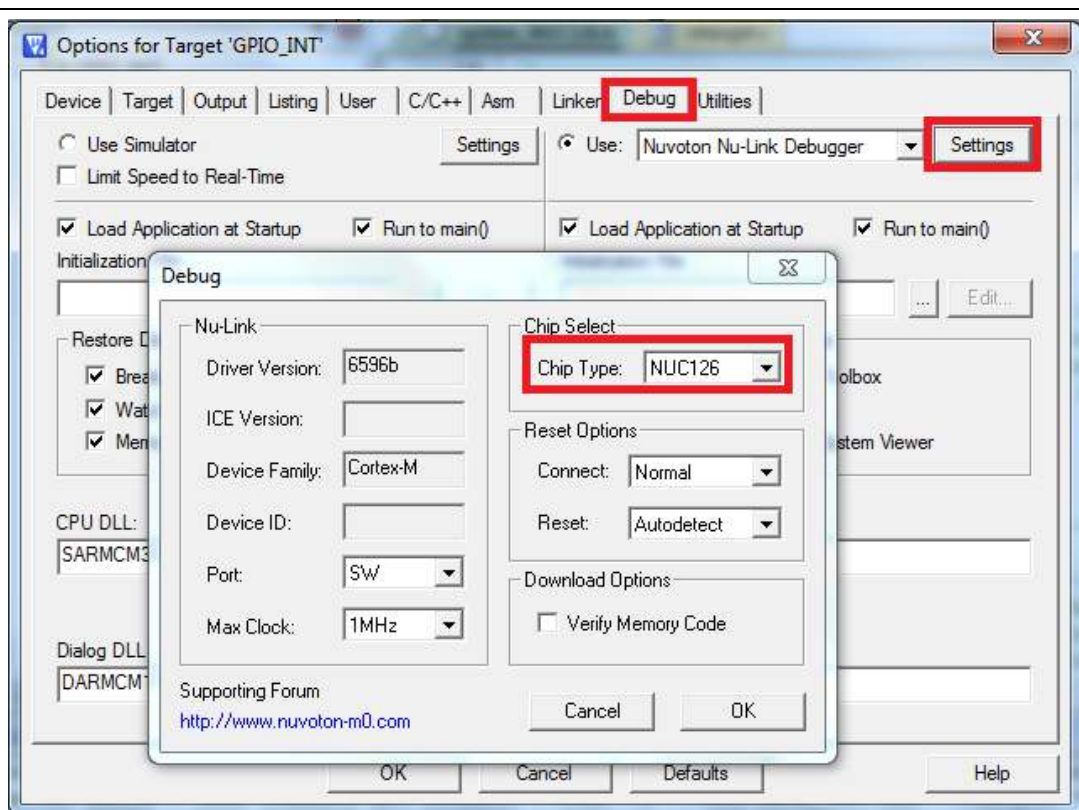 Options for Target 'GPIO_INT'
Device Target Output Listing User C/C++ Asm Linker Debug Utilities
Use Simulator Settings Use: Nuvoton Nu-Link Debugger Settings
Limit Speed to Real-Time
Load Application at Startup Run to main() Load Application at Startup Run to main()
Initialization
... Edit...
Restore D
Brea olbox
Wat
Mem stem Viewer
CPU DLL:
SARMCM3
Dialog DLL
DARMCM1
Debug
Nu-Link
Driver Version: 6596b
ICE Version:
Device Family: Cortex-M
Device ID:
Port: SW
Max Clock: 1MHz
Chip Select
Chip Type: NUC126
Reset Options
Connect: Normal
Reset: Autodetect
Download Options
Verify Memory Code
Supporting Forum
http://www.nuvoton-m0.com
Cancel OK
OK Cancel Defaults Help